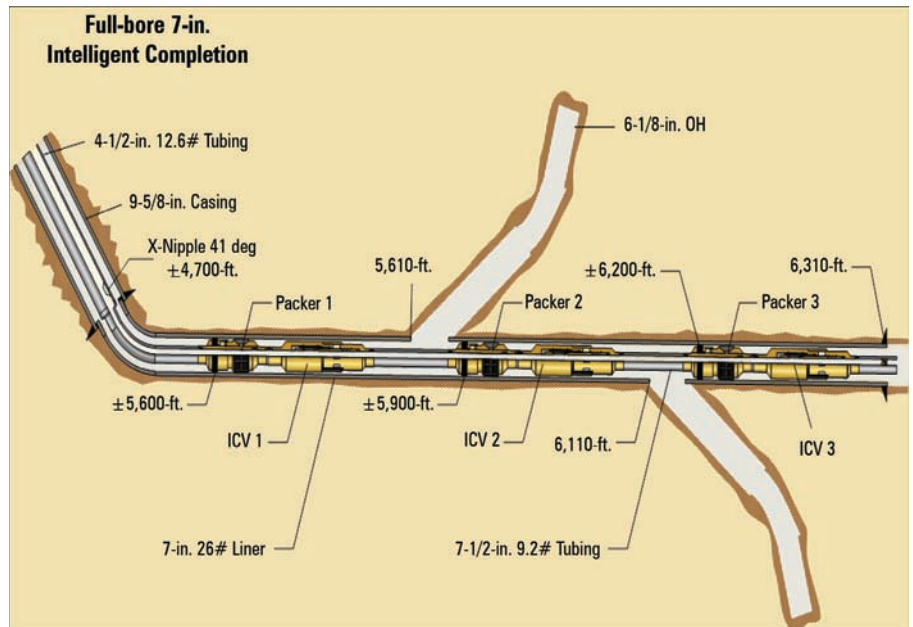 Full-bore 7-in.
Intelligent Completion
4-1/2-in. 12.6# Tubing
6-1/8-in. OH
9-5/8-in. Casing
X-Nipple 41 deg
±4,700-ft.
5,610-ft.
±6,200-ft.
6,310-ft.
Packer 1
Packer 2
Packer 3
±5,600-ft.
±5,900-ft.
ICV 1
ICV 2
6,110-ft.
ICV 3
7-in. 26# Liner
7-1/2-in. 9.2# Tubing